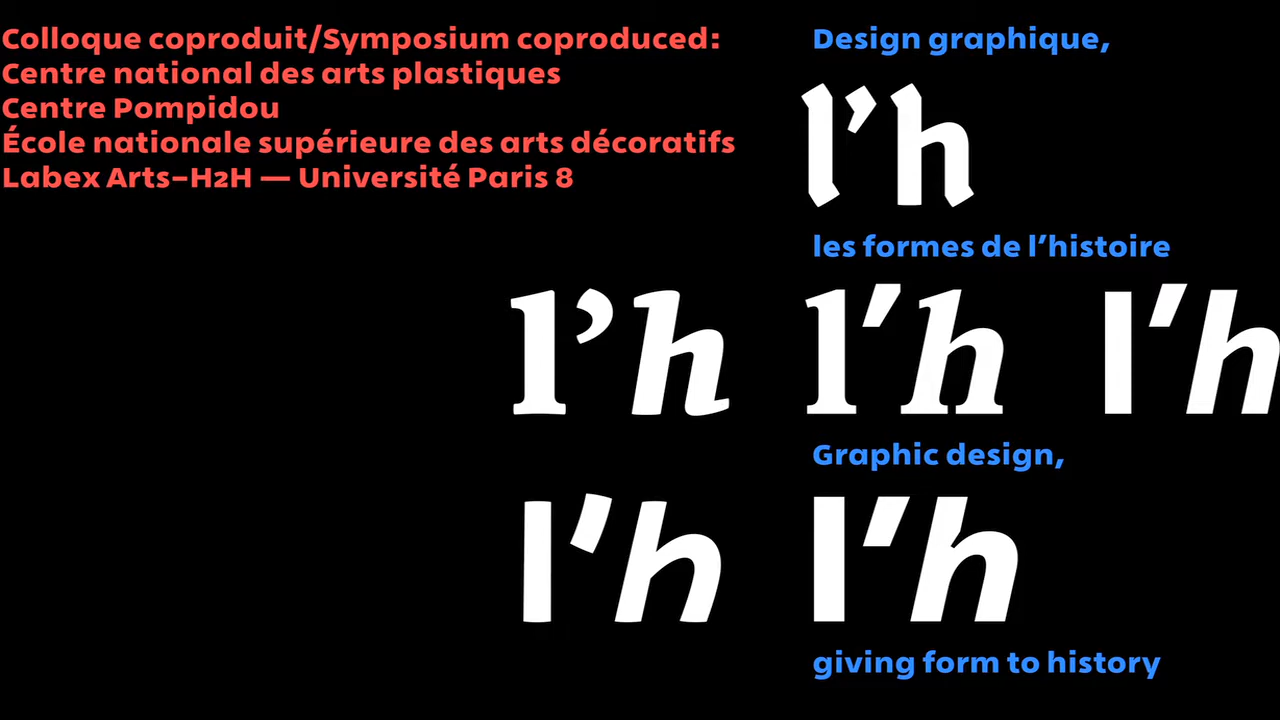 Colloque coproduit/Symposium coproduced:
Centre national des arts plastiques
Centre Pompidou
École nationale supérieure des arts décoratifs
Labex Arts–H2H — Université Paris 8
Design graphique,
l’h
les formes de l’histoire
l’h l’h l’h
Graphic design,
l’h l’h
giving form to history